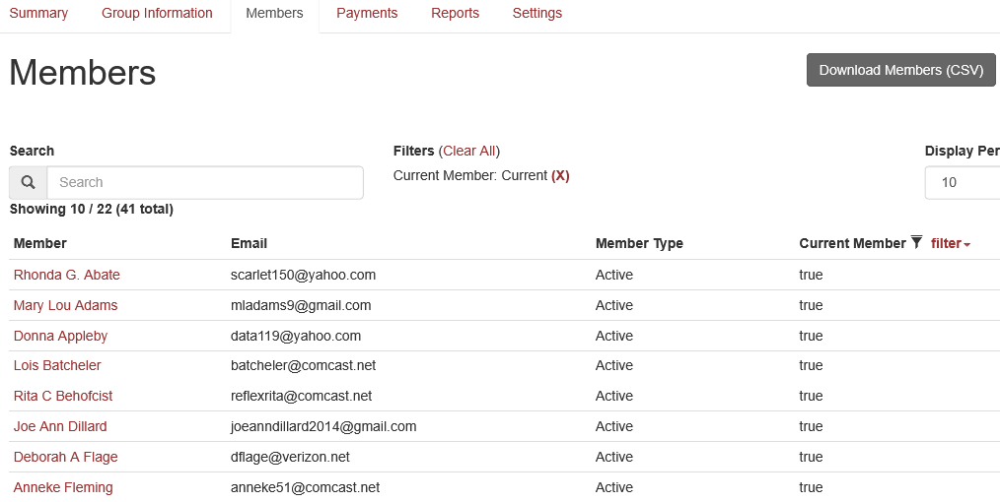 Summary Group Information Members Payments Reports Settings
Members
Download Members (CSV)
Search Filters (Clear All) Display Per
Search Current Member: Current (X) 10
Showing 10 / 22 (41 total)
Member Email Member Type Current Member filter
Rhonda G. Abate scarlet150@yahoo.com Active true
Mary Lou Adams mladams9@gmail.com Active true
Donna Appleby data119@yahoo.com Active true
Lois Batcheler batcheler@comcast.net Active true
Rita C Behofcist reflexrita@comcast.net Active true
Joe Ann Dillard joeanndillard2014@gmail.com Active true
Deborah A Flage dflage@verizon.net Active true
Anneke Fleming anneke51@comcast.net Active true